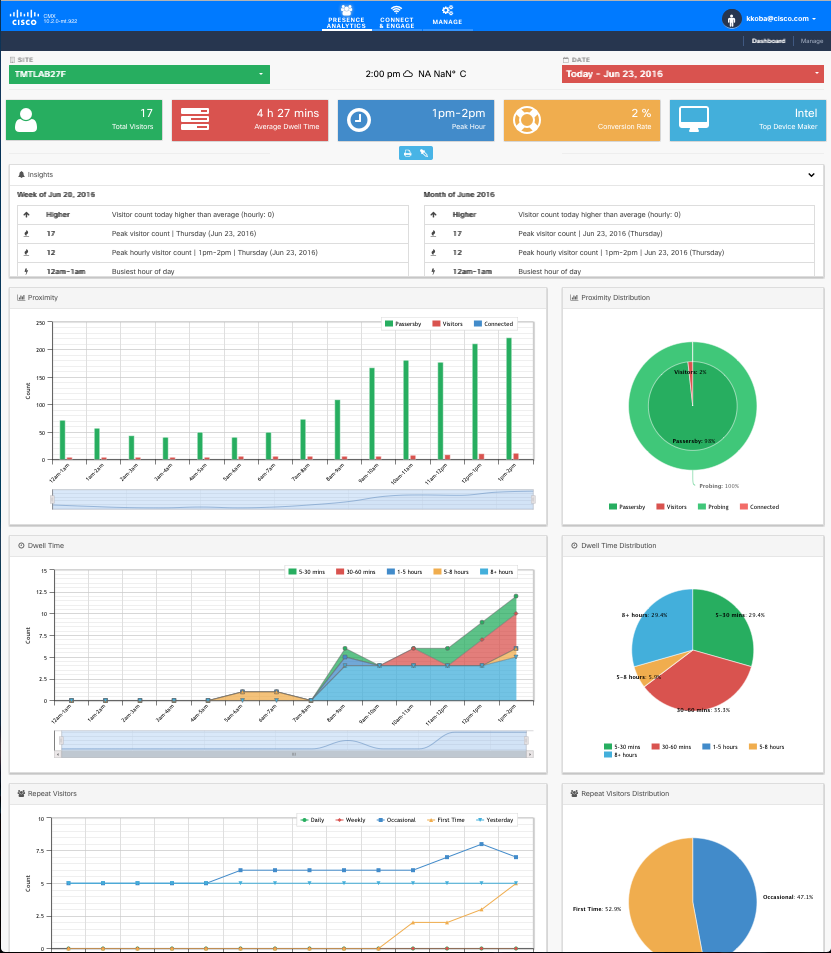 CISCO
CMX
10.2.0-mr.922
PRESENCE ANALYTICS
CONNECT & ENGAGE
MANAGE
kkoba@cisco.com
Dashboard
Manage
SITE
TMTLAB27F
2:00 pm NA NaN° C
DATE
Today - Jun 23, 2016
17
Total Visitors
4 h 27 mins
Average Dwell Time
1pm-2pm
Peak Hour
2 %
Conversion Rate
Intel
Top Device Maker
Insights
Week of Jun 20, 2016
Higher Visitor count today higher than average (hourly: 0)
17 Peak visitor count | Thursday (Jun 23, 2016)
12 Peak hourly visitor count | 1pm-2pm | Thursday (Jun 23, 2016)
12am-1am Busiest hour of day
Month of June 2016
Higher Visitor count today higher than average (hourly: 0)
17 Peak visitor count | Jun 23, 2016 (Thursday)
12 Peak hourly visitor count | 1pm-2pm | Jun 23, 2016 (Thursday)
12am-1am Busiest hour of day
Proximity
Passersby Visitors Connected
Count
250
200
150
100
50
0
12am-1am 1am-2am 2am-3am 3am-4am 4am-5am 5am-6am 6am-7am 7am-8am 8am-9am 9am-10am 10am-11am 11am-12pm 12pm-1pm 1pm-2pm
Proximity Distribution
Visitors: 2%
Passersby: 98%
Probing: 100%
Passersby Visitors Probing Connected
Dwell Time
5-30 mins 30-60 mins 1-5 hours 5-8 hours 8+ hours
Count
15
12.5
10
7.5
5
2.5
0
12am-1am 1am-2am 2am-3am 3am-4am 4am-5am 5am-6am 6am-7am 7am-8am 8am-9am 9am-10am 10am-11am 11am-12pm 12pm-1pm 1pm-2pm
Dwell Time Distribution
8+ hours: 29.4%
5-30 mins: 29.4%
5-8 hours: 5.9%
30-60 mins: 35.3%
5-30 mins 30-60 mins 1-5 hours 5-8 hours
8+ hours
Repeat Visitors
Daily Weekly Occasional First Time Yesterday
Count
10
7.5
5
2.5
0
Repeat Visitors Distribution
First Time: 52.9%
Occasional: 47.1%